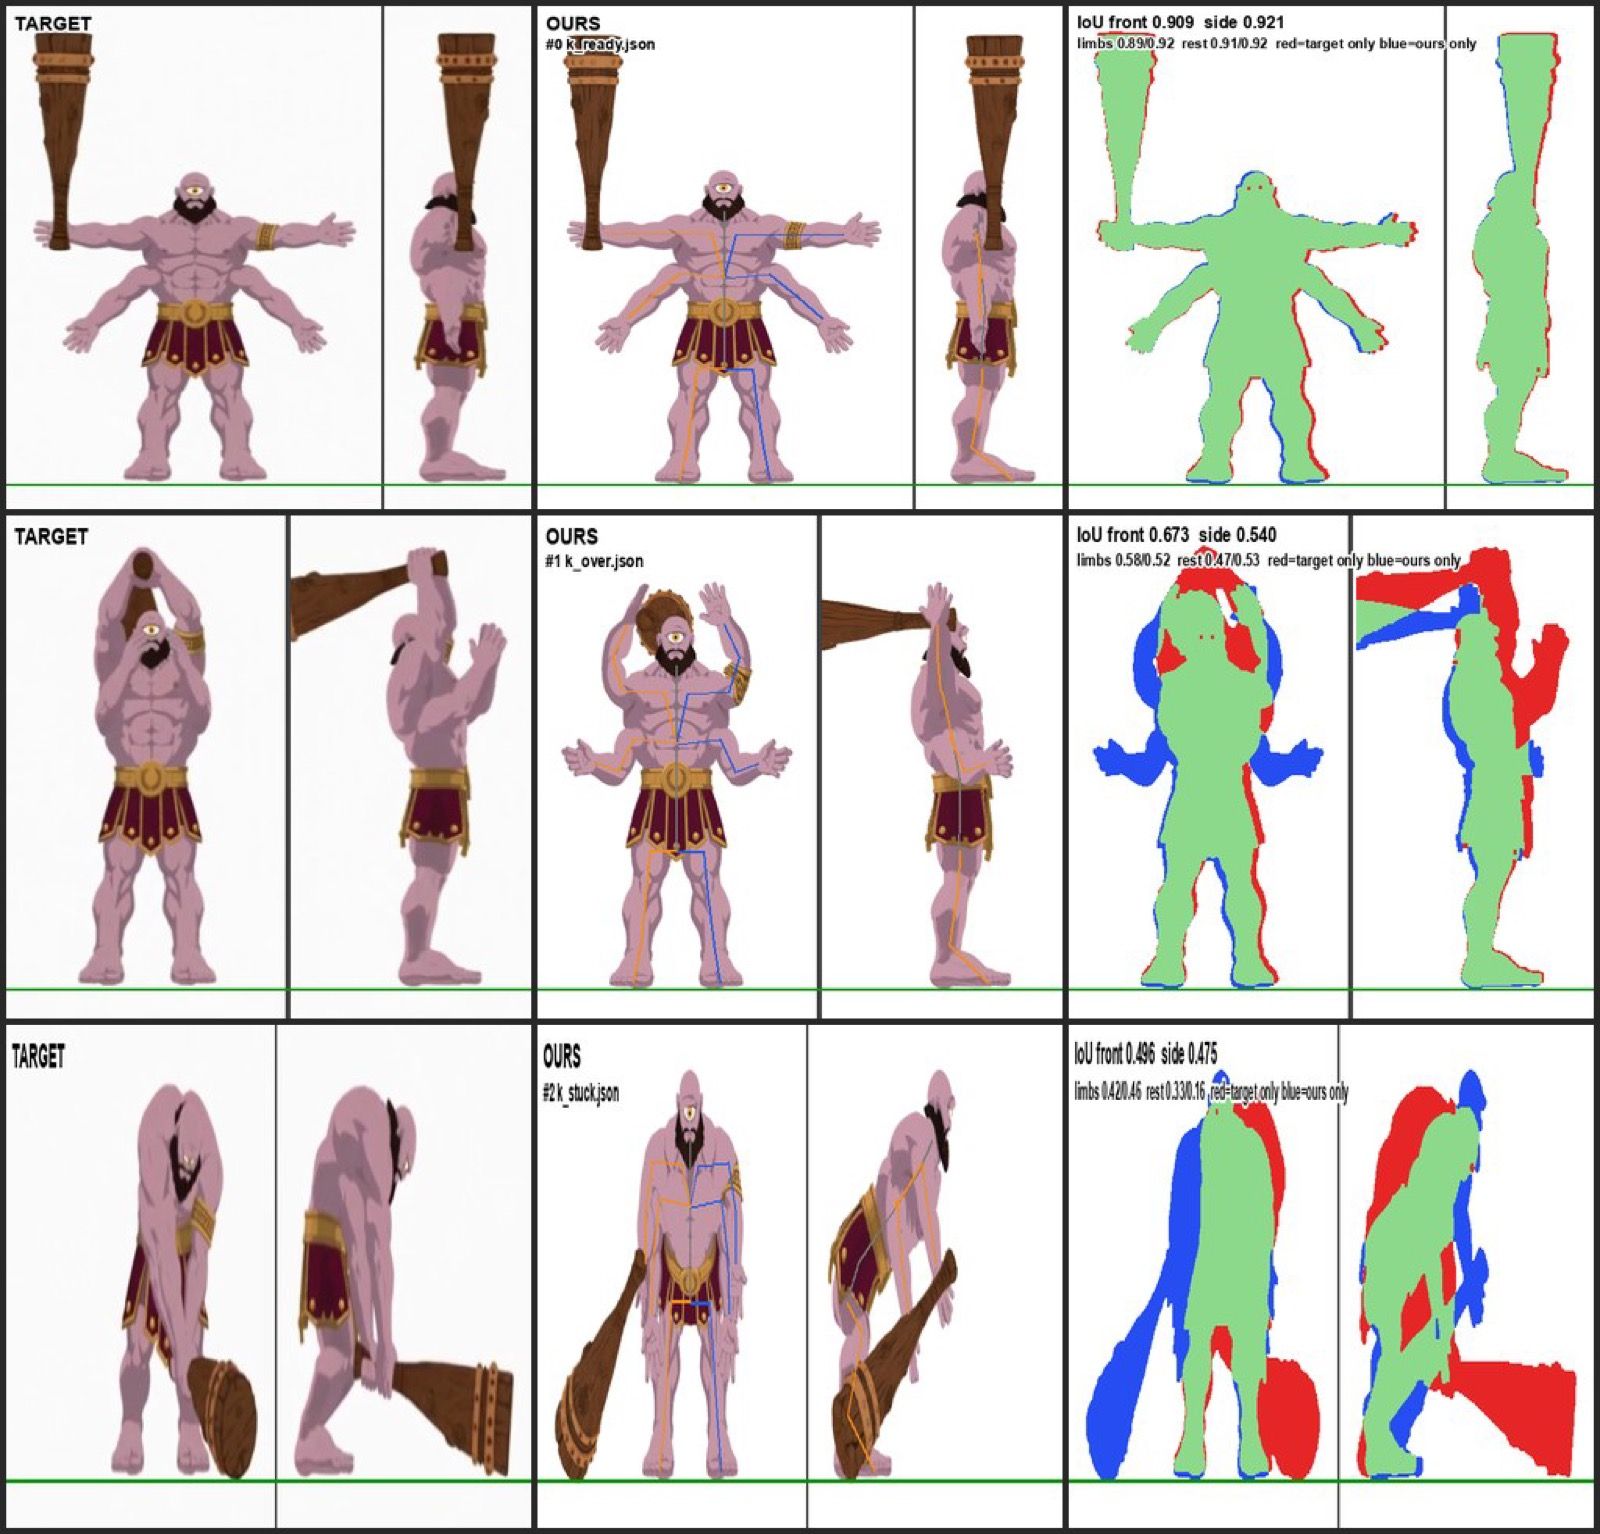 TARGET
OURS
#0 k_ready.json
IoU front 0.909 side 0.921
limbs 0.89/0.92 rest 0.91/0.92 red=target only blue=ours only
TARGET
OURS
#1 k_over.json
IoU front 0.673 side 0.540
limbs 0.58/0.52 rest 0.47/0.53 red=target only blue=ours only
TARGET
OURS
#2 k_stuck.json
IoU front 0.496 side 0.475
limbs 0.42/0.46 rest 0.33/0.16 red=target only blue=ours only